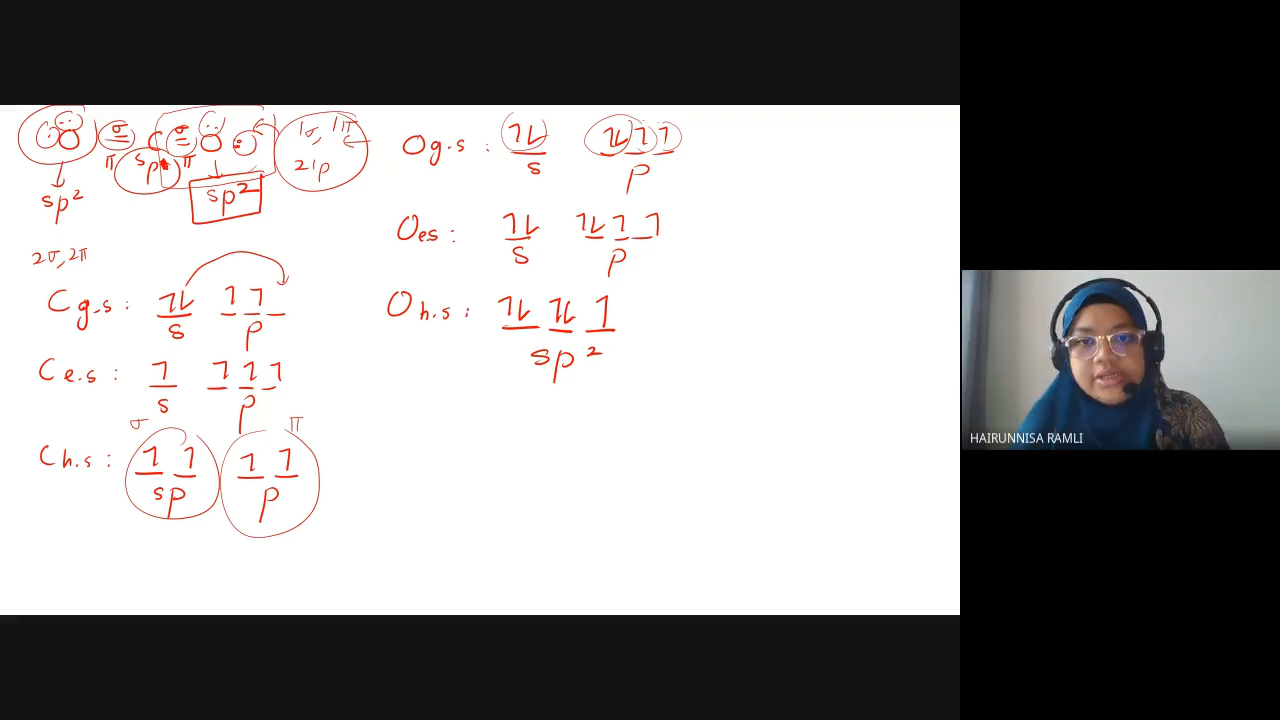 σ π σ π 1σ, 1π
sp 2lp
sp² sp²
2σ, 2π
C g.s : 1⇂ 1 1
s p
C e.s : 1 1 1 1
s p
σ π
C h.s : 1 1 1 1
sp p
O g.s : 1⇂ 1⇂ 1 1
s p
O es : 1⇂ 1⇂ 1 1
s p
O h.s : 1⇂ 1⇂ 1
sp²
HAIRUNNISA RAMLI